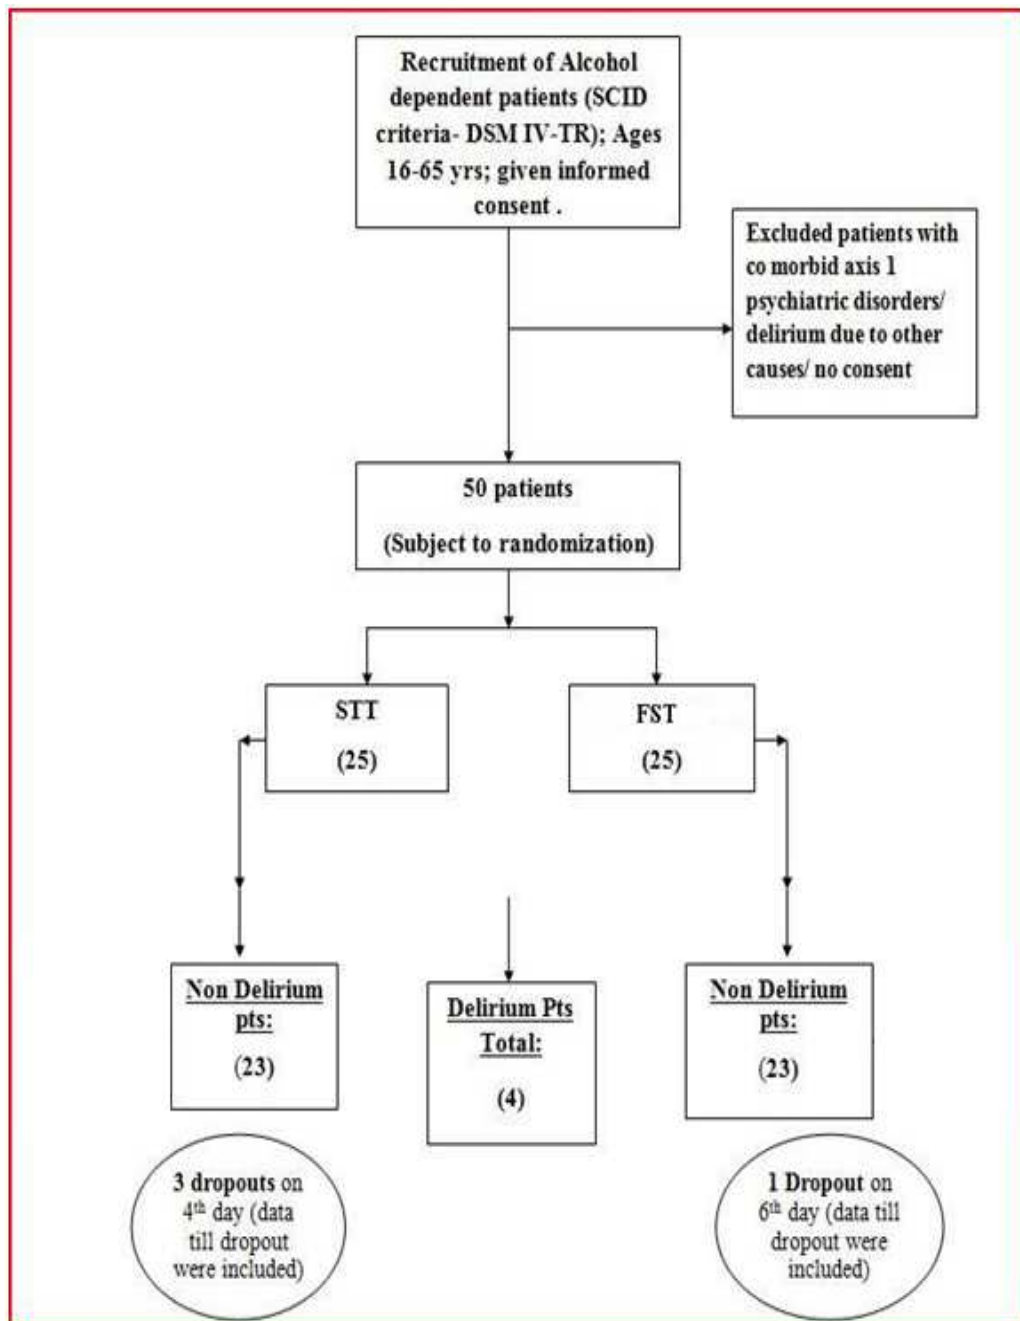 Recruitment of Alcohol
dependent patients (SCID
criteria- DSM IV-TR); Ages
16-65 yrs; given informed
consent .
Excluded patients with
co morbid axis 1
psychiatric disorders/
delirium due to other
causes/ no consent
50 patients
(Subject to randomization)
STT
(25)
FST
(25)
Non Delirium
pts:
(23)
Delirium Pts
Total:
(4)
Non Delirium
pts:
(23)
3 dropouts on
4th day (data
till dropout
were included)
1 Dropout on
6th day (data till
dropout were
included)